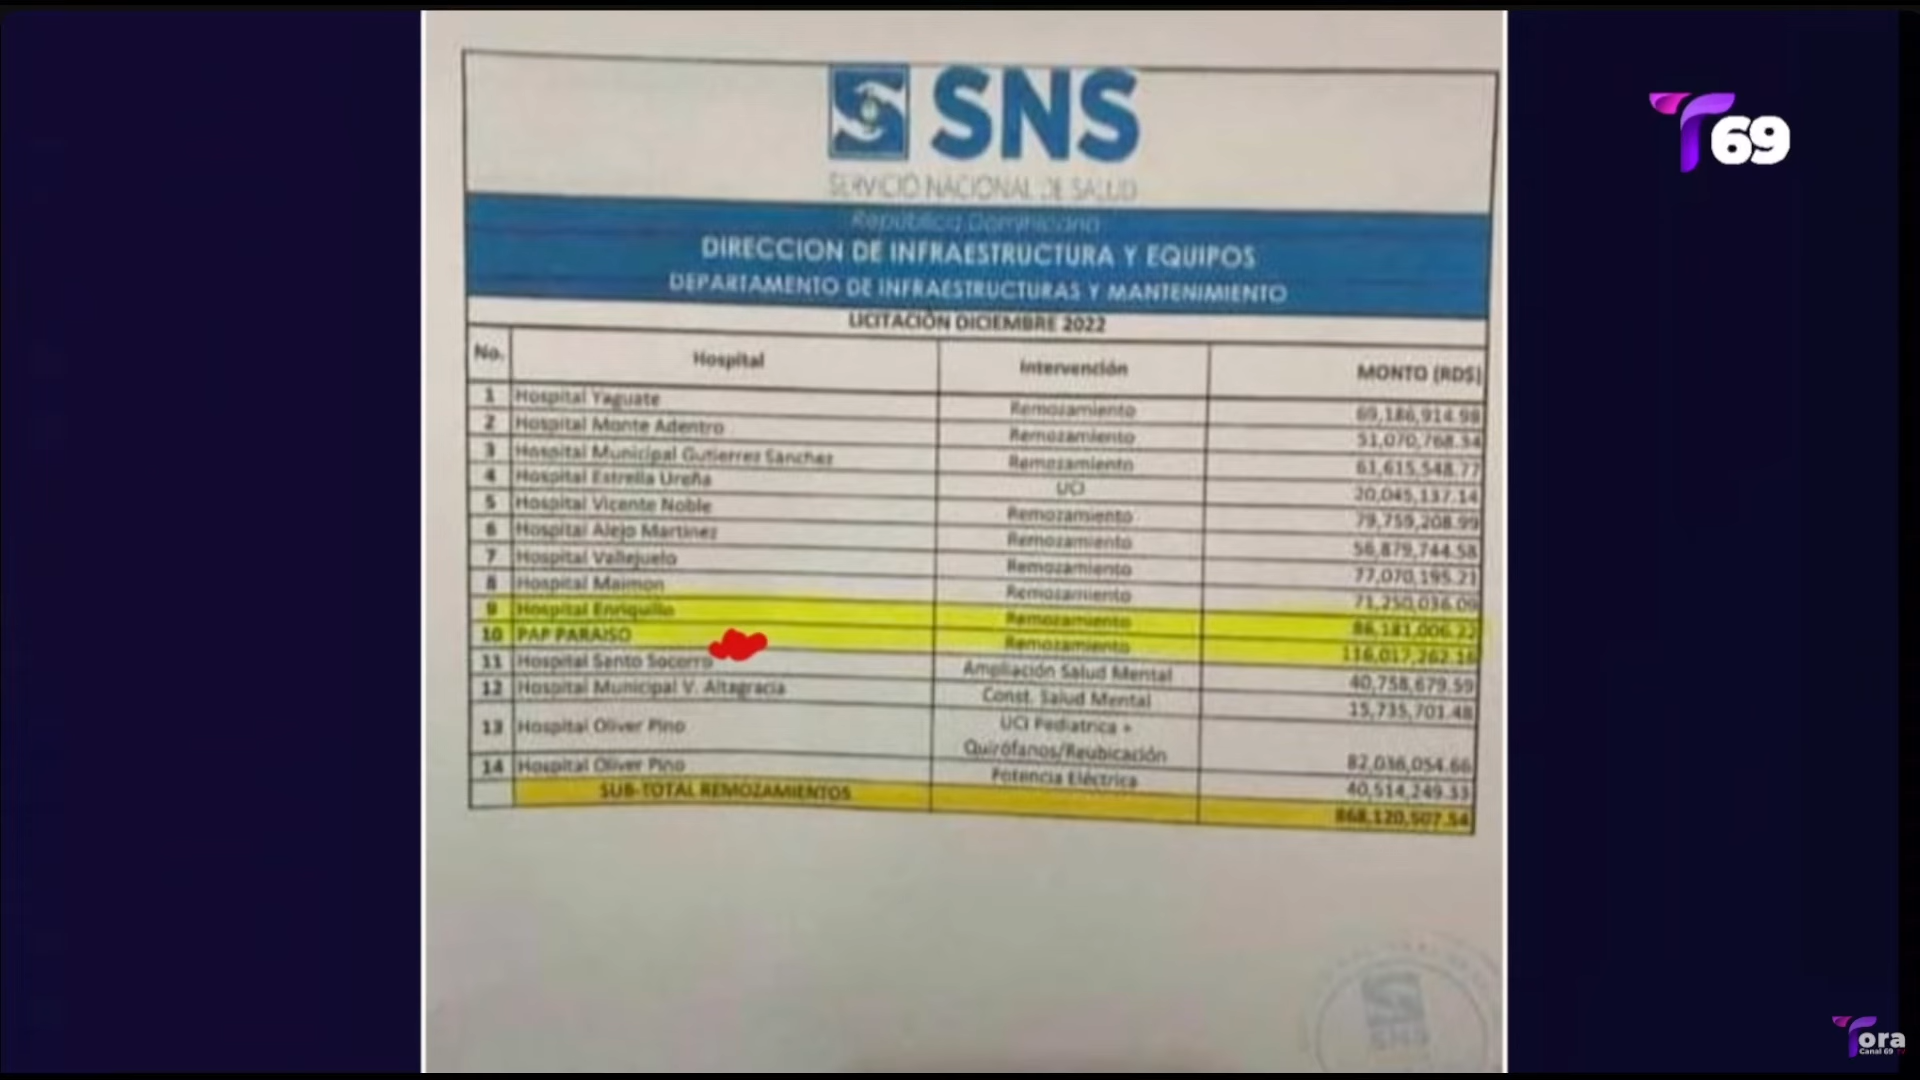 T69
SNS
SERVICIO NACIONAL DE SALUD
República Dominicana
DIRECCION DE INFRAESTRUCTURA Y EQUIPOS
DEPARTAMENTO DE INFRAESTRUCTURAS Y MANTENIMIENTO
LICITACIÓN DICIEMBRE 2022
No. Hospital Intervención MONTO (RD$)
1 Hospital Yaguate Remozamiento 69,186,914.98
2 Hospital Monte Adentro Remozamiento 51,070,768.34
3 Hospital Municipal Gutierrez Sanchez Remozamiento 61,615,548.77
4 Hospital Estrella Ureña UCI 20,045,137.14
5 Hospital Vicente Noble Remozamiento 79,759,208.99
6 Hospital Alejo Martinez Remozamiento 56,879,744.58
7 Hospital Vallejuelo Remozamiento 77,070,195.21
8 Hospital Maimon Remozamiento 71,250,036.09
9 Hospital Enriquillo Remozamiento 86,181,006.22
10 PAP PARAISO Remozamiento 116,017,262.16
11 Hospital Santo Socorro Ampliación Salud Mental 40,758,679.59
12 Hospital Municipal V. Altagracia Const. Salud Mental 15,735,701.48
13 Hospital Oliver Pino UCI Pediatrica + Quirófanos/Reubicación 82,036,054.66
14 Hospital Oliver Pino Potencia Eléctrica 40,514,249.33
SUB-TOTAL REMOZAMIENTOS 868,120,507.54
Tora
Canal 69